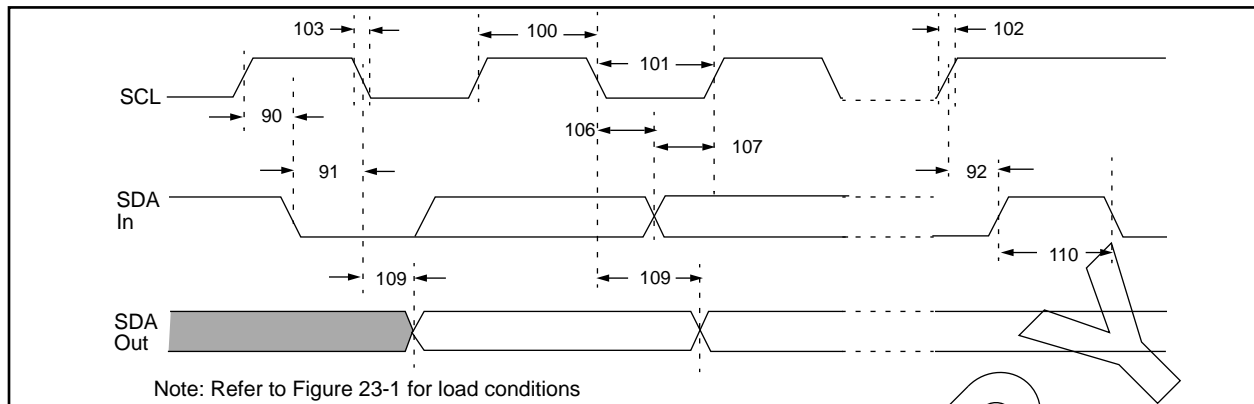 103
100
102
101
SCL
90
106
107
91
92
SDA
In
110
109
109
SDA
Out
Note: Refer to Figure 23-1 for load conditions
Y